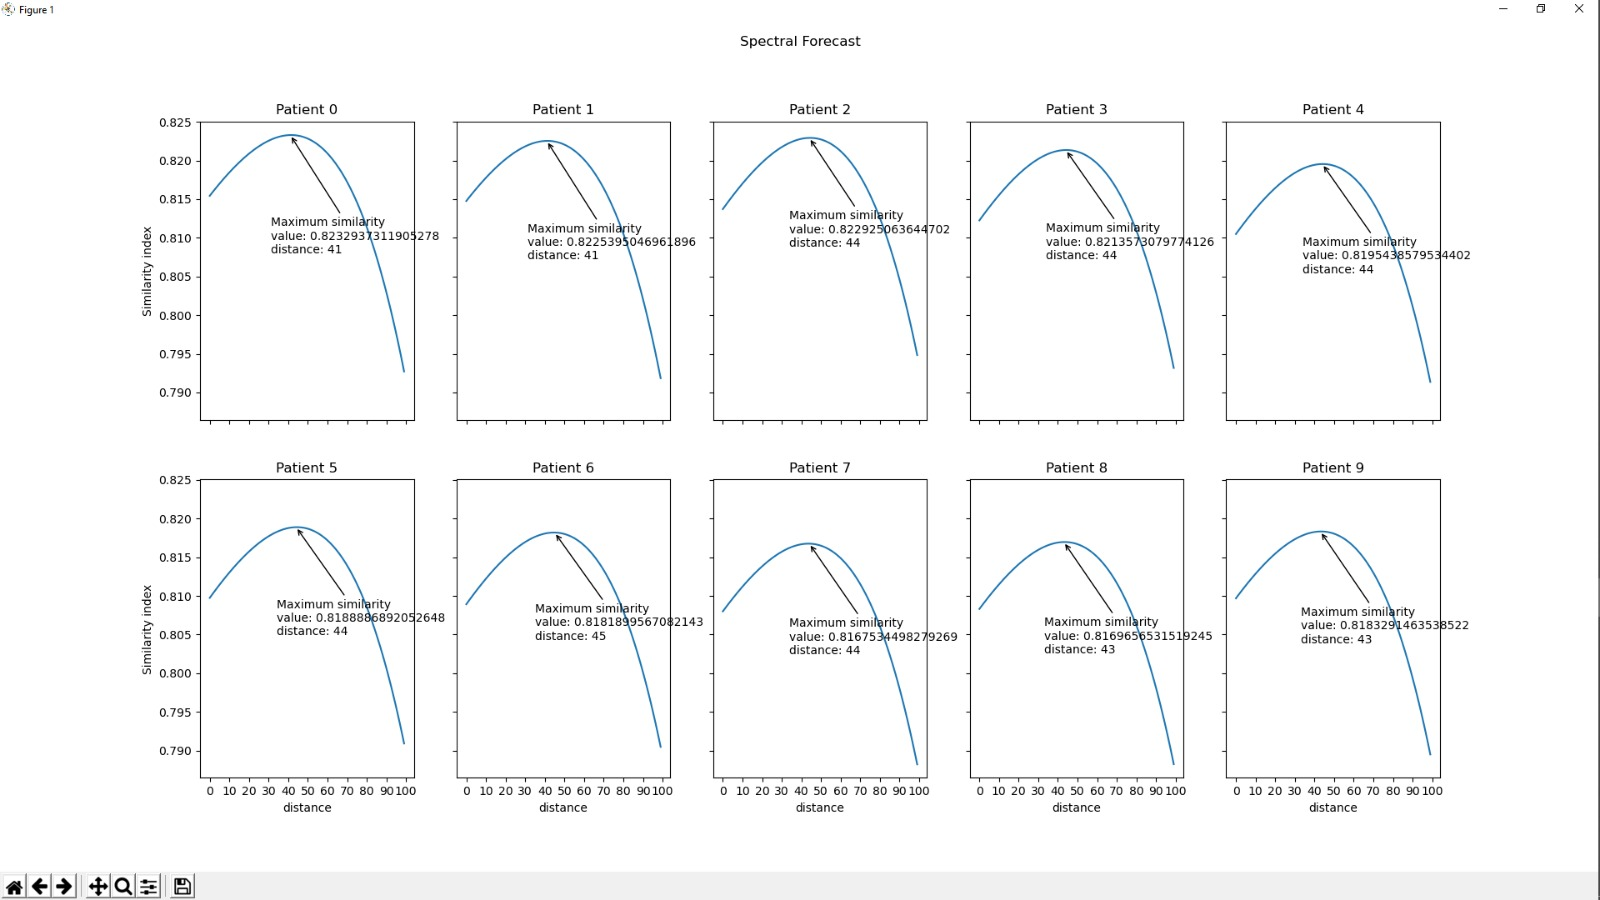 Figure 1
Spectral Forecast
Patient 0
Patient 1
Patient 2
Patient 3
Patient 4
Similarity index
0.825
0.820
0.815
0.810
0.805
0.800
0.795
0.790
Maximum similarity
value: 0.8232937311905278
distance: 41
Maximum similarity
value: 0.8225395046961896
distance: 41
Maximum similarity
value: 0.822925063644702
distance: 44
Maximum similarity
value: 0.8213573079774126
distance: 44
Maximum similarity
value: 0.8195438579534402
distance: 44
Patient 5
Patient 6
Patient 7
Patient 8
Patient 9
Similarity index
0.825
0.820
0.815
0.810
0.805
0.800
0.795
0.790
Maximum similarity
value: 0.8188886892052648
distance: 44
Maximum similarity
value: 0.8181899567082143
distance: 45
Maximum similarity
value: 0.8167534498279269
distance: 44
Maximum similarity
value: 0.8169656531519245
distance: 43
Maximum similarity
value: 0.8183291463538522
distance: 43
0 10 20 30 40 50 60 70 80 90 100
0 10 20 30 40 50 60 70 80 90 100
0 10 20 30 40 50 60 70 80 90 100
0 10 20 30 40 50 60 70 80 90 100
0 10 20 30 40 50 60 70 80 90 100
distance
distance
distance
distance
distance